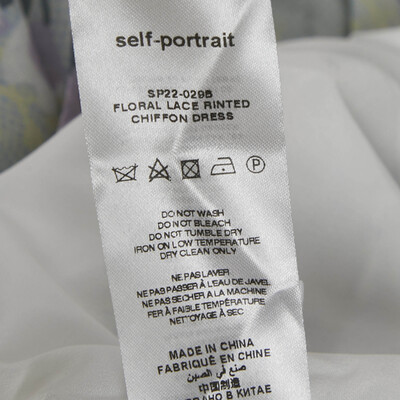 self-portrait
SP22-029B
FLORAL LACE RINTED
CHIFFON DRESS
P
DO NOT WASH
DO NOT BLEACH
DO NOT TUMBLE DRY
IRON ON LOW TEMPERATURE
DRY CLEAN ONLY
NE PAS LAVER
NE PAS PASSER À L'EAU DE JAVEL
NE PAS SECHER A LA MACHINE
FER À FAIBLE TEMPÉRATURE
NETTOYAGE À SEC
MADE IN CHINA
FABRIQUÉ EN CHINE
صنع في الصين
中国制造
ЕЛАНО В КИТАЕ